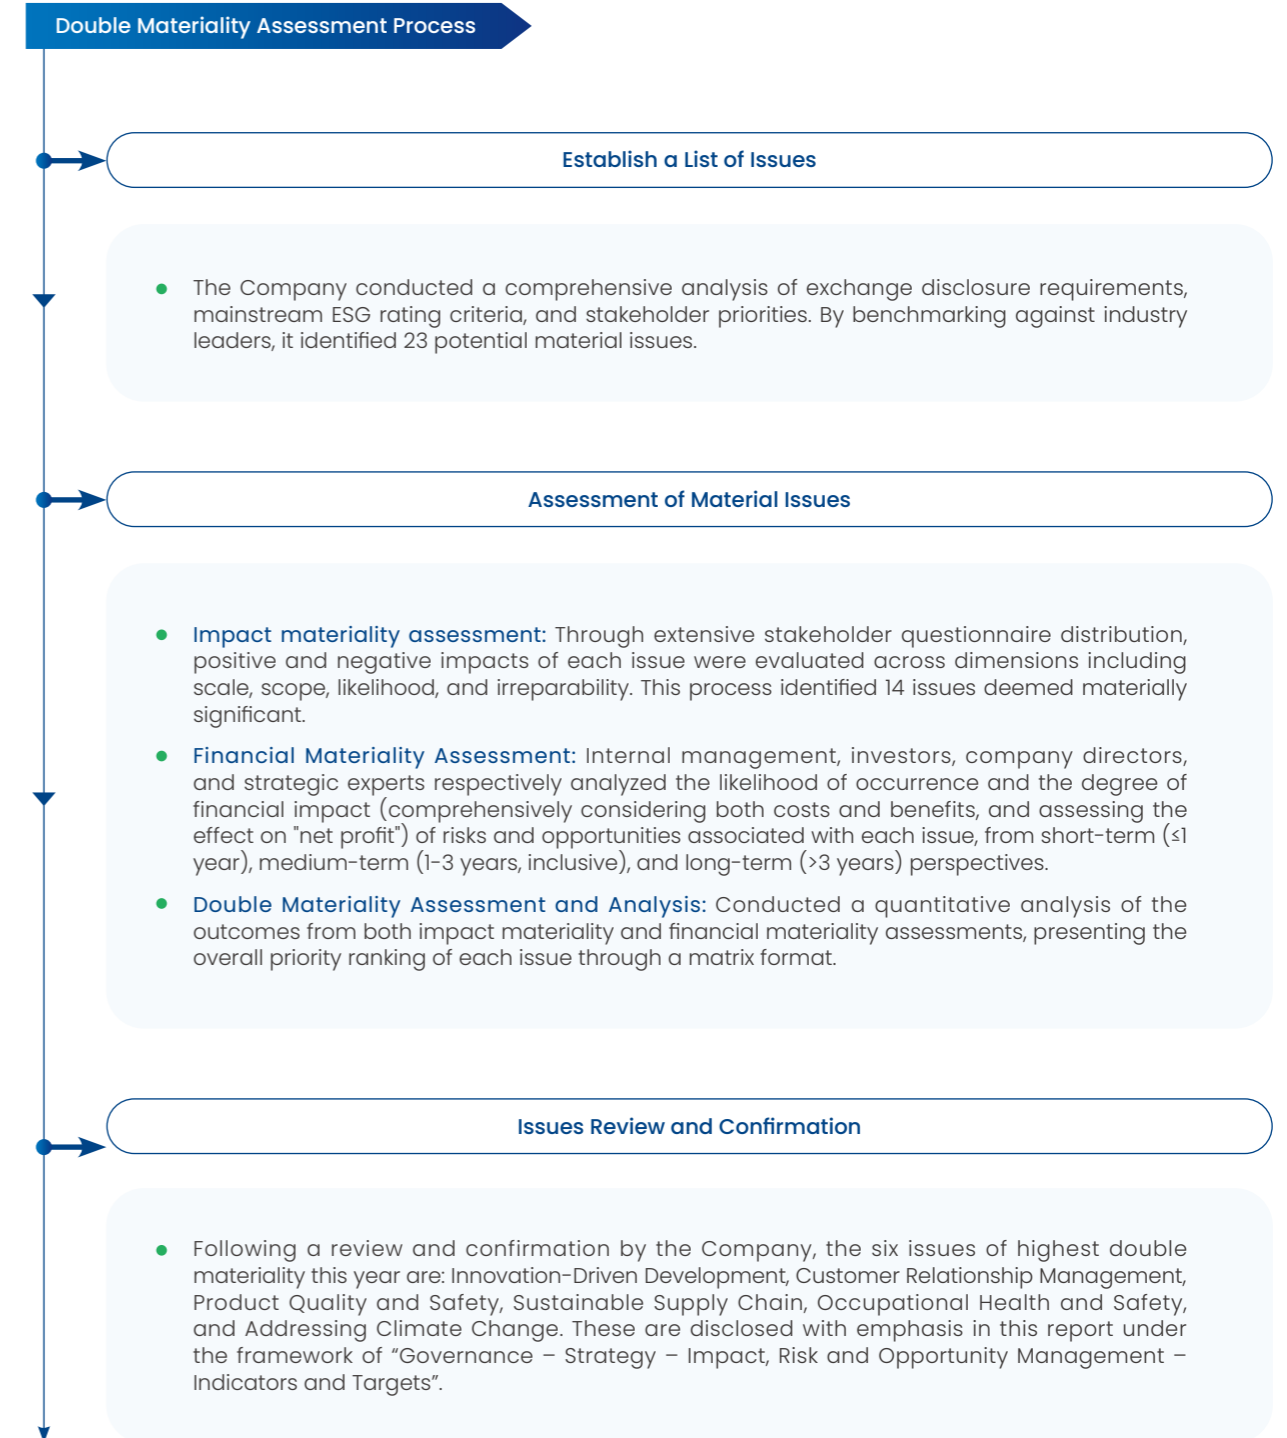 Double Materiality Assessment Process
Establish a List of Issues
The Company conducted a comprehensive analysis of exchange disclosure requirements,
mainstream ESG rating criteria, and stakeholder priorities. By benchmarking against industry
leaders, it identified 23 potential material issues.
Assessment of Material Issues
Impact materiality assessment: Through extensive stakeholder questionnaire distribution,
positive and negative impacts of each issue were evaluated across dimensions including
scale, scope, likelihood, and irreparability. This process identified 14 issues deemed materially
significant.
Financial Materiality Assessment: Internal management, investors, company directors,
and strategic experts respectively analyzed the likelihood of occurrence and the degree of
financial impact (comprehensively considering both costs and benefits, and assessing the
effect on "net profit") of risks and opportunities associated with each issue, from short-term (≤1
year), medium-term (1-3 years, inclusive), and long-term (>3 years) perspectives.
Double Materiality Assessment and Analysis: Conducted a quantitative analysis of the
outcomes from both impact materiality and financial materiality assessments, presenting the
overall priority ranking of each issue through a matrix format.
Issues Review and Confirmation
Following a review and confirmation by the Company, the six issues of highest double
materiality this year are: Innovation-Driven Development, Customer Relationship Management,
Product Quality and Safety, Sustainable Supply Chain, Occupational Health and Safety,
and Addressing Climate Change. These are disclosed with emphasis in this report under
the framework of “Governance – Strategy – Impact, Risk and Opportunity Management –
Indicators and Targets”.